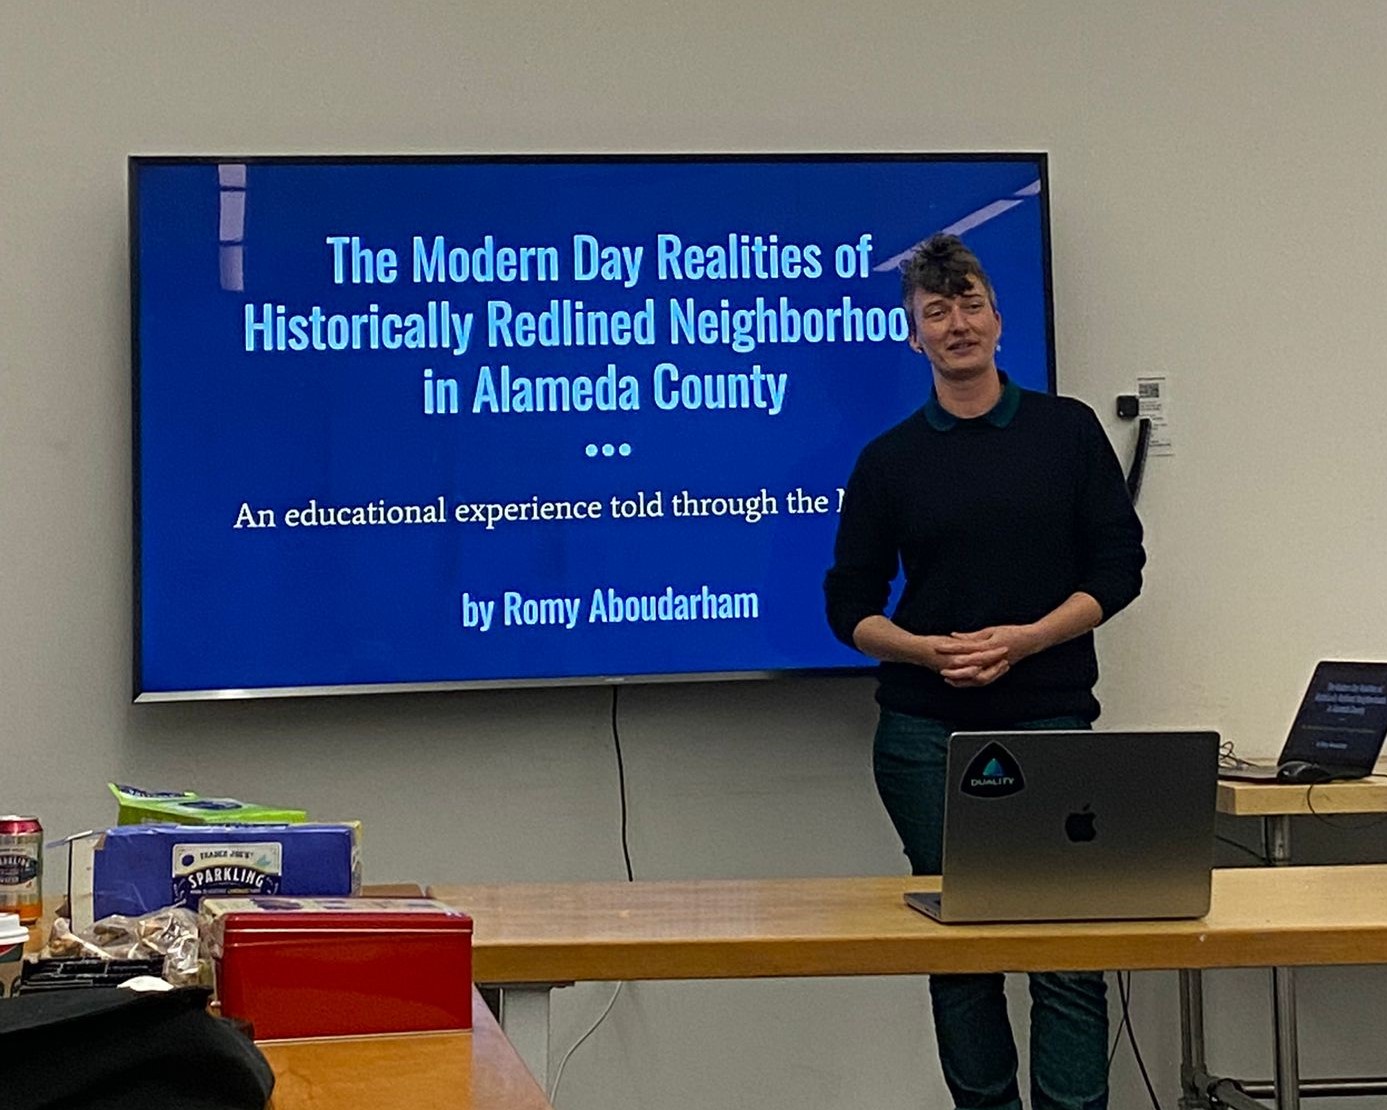 The Modern Day Realities of
Historically Redlined Neighborhoo
in Alameda County
An educational experience told through the
by Romy Aboudarham
DUALITY
TRADER JOE'S
SPARKLING